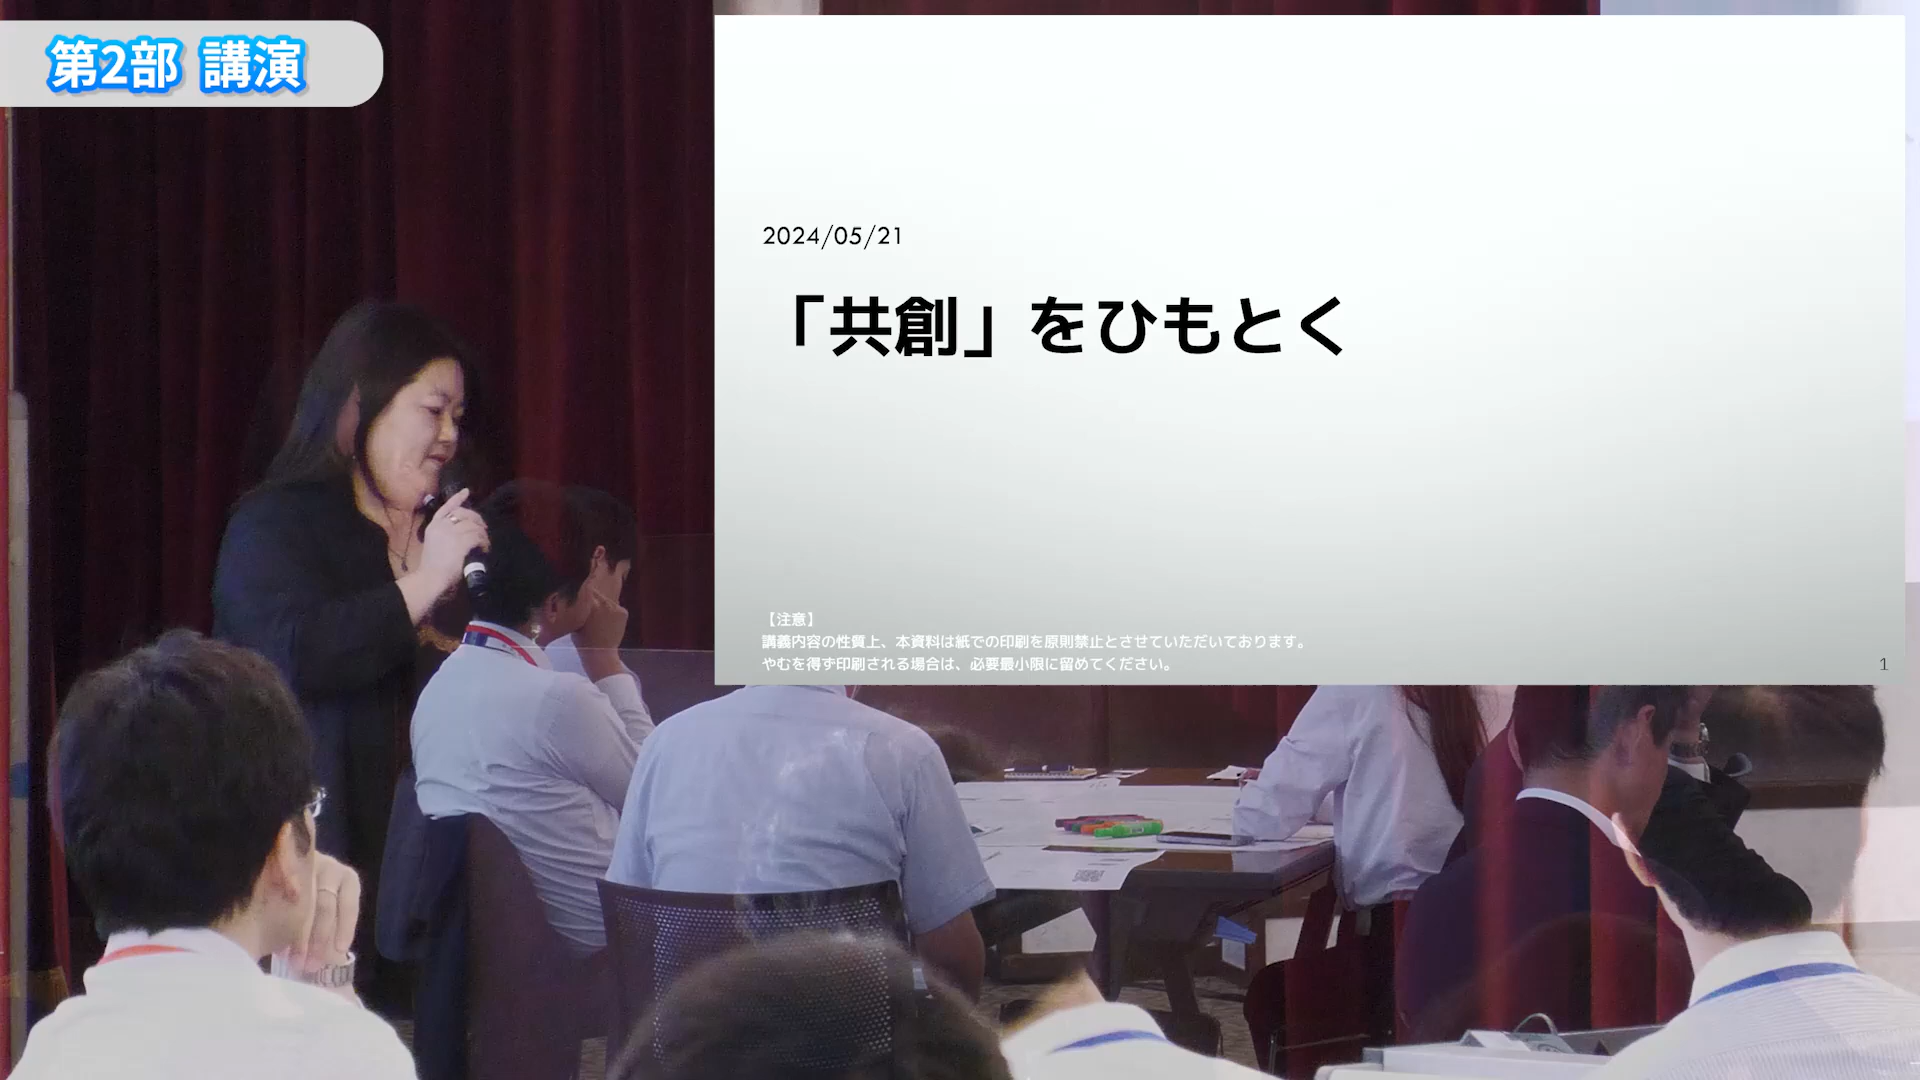 第2部 講演
2024/05/21
「共創」をひもとく
【注意】
講義内容の性質上、本資料は紙での印刷を原則禁止とさせていただいております。
やむを得ず印刷される場合は、必要最小限に留めてください。
1